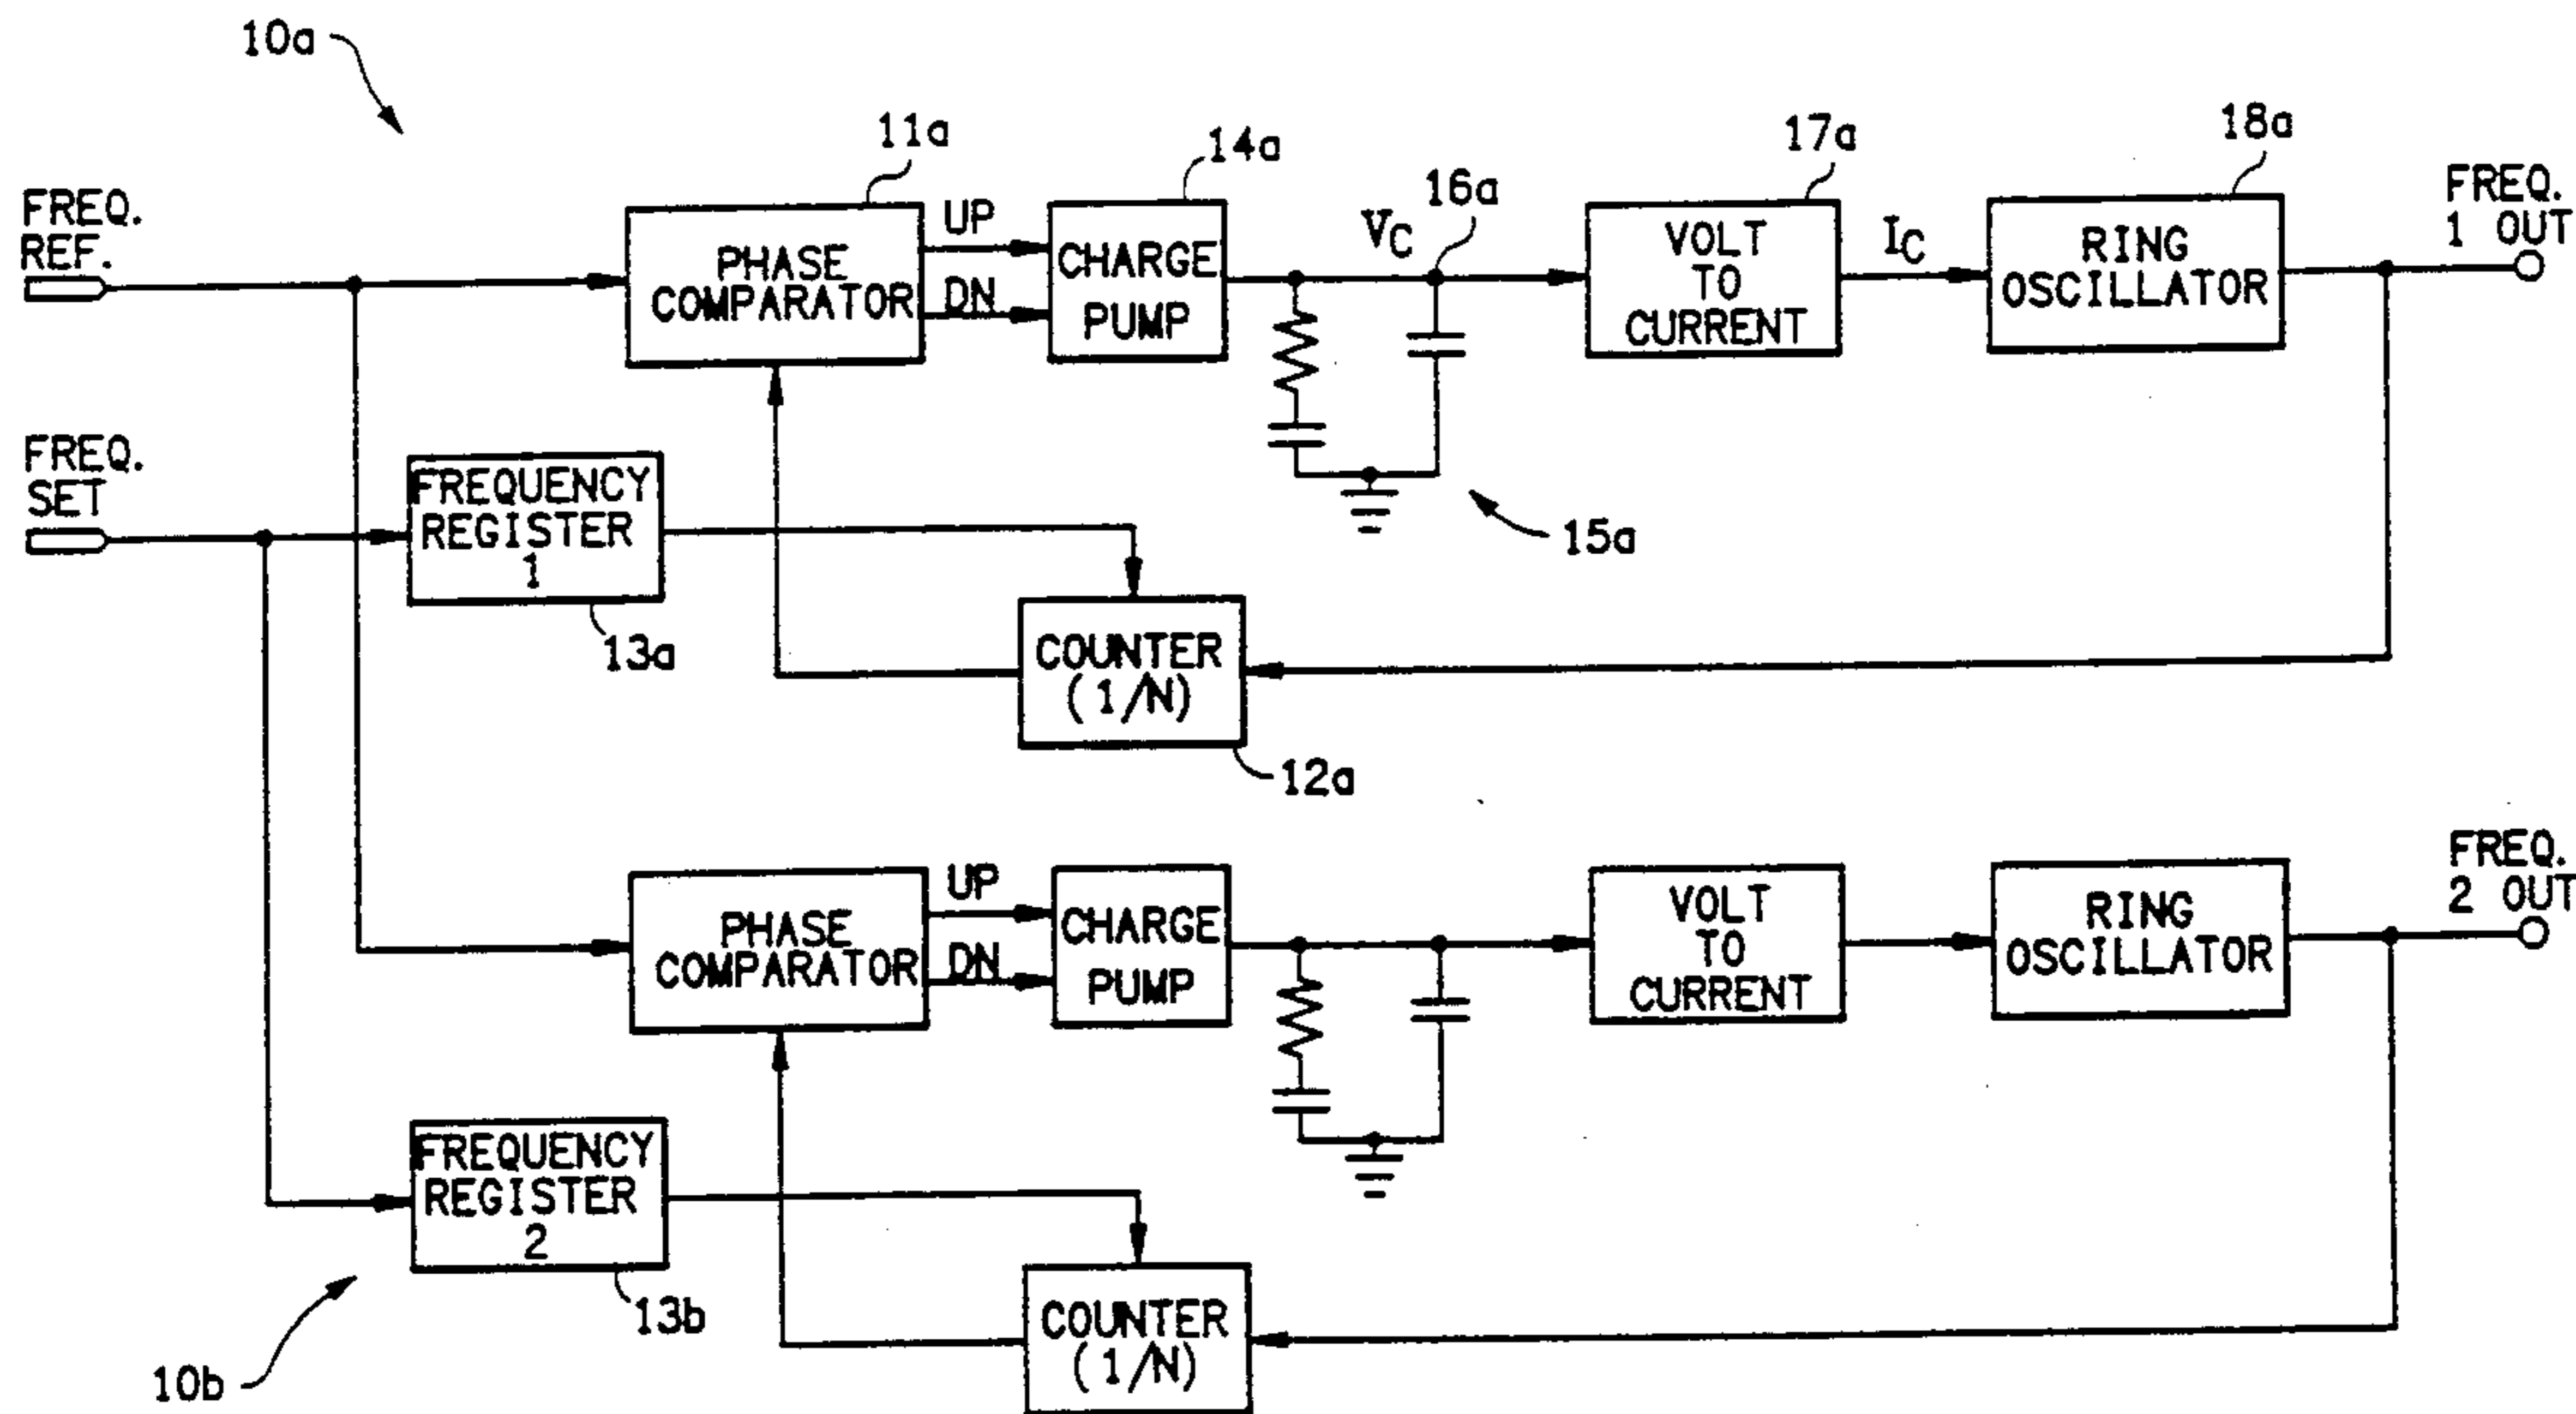 10a
11a
14a
16a
17a
18a
FREQ.
REF.
PHASE
COMPARATOR
UP
DN
CHARGE
PUMP
VC
VOLT
TO
CURRENT
IC
RING
OSCILLATOR
FREQ.
1 OUT
FREQ.
SET
FREQUENCY
REGISTER
1
13a
15a
COUNTER
(1/N)
12a
PHASE
COMPARATOR
UP
DN
CHARGE
PUMP
VOLT
TO
CURRENT
RING
OSCILLATOR
FREQ.
2 OUT
FREQUENCY
REGISTER
2
13b
10b
COUNTER
(1/N)